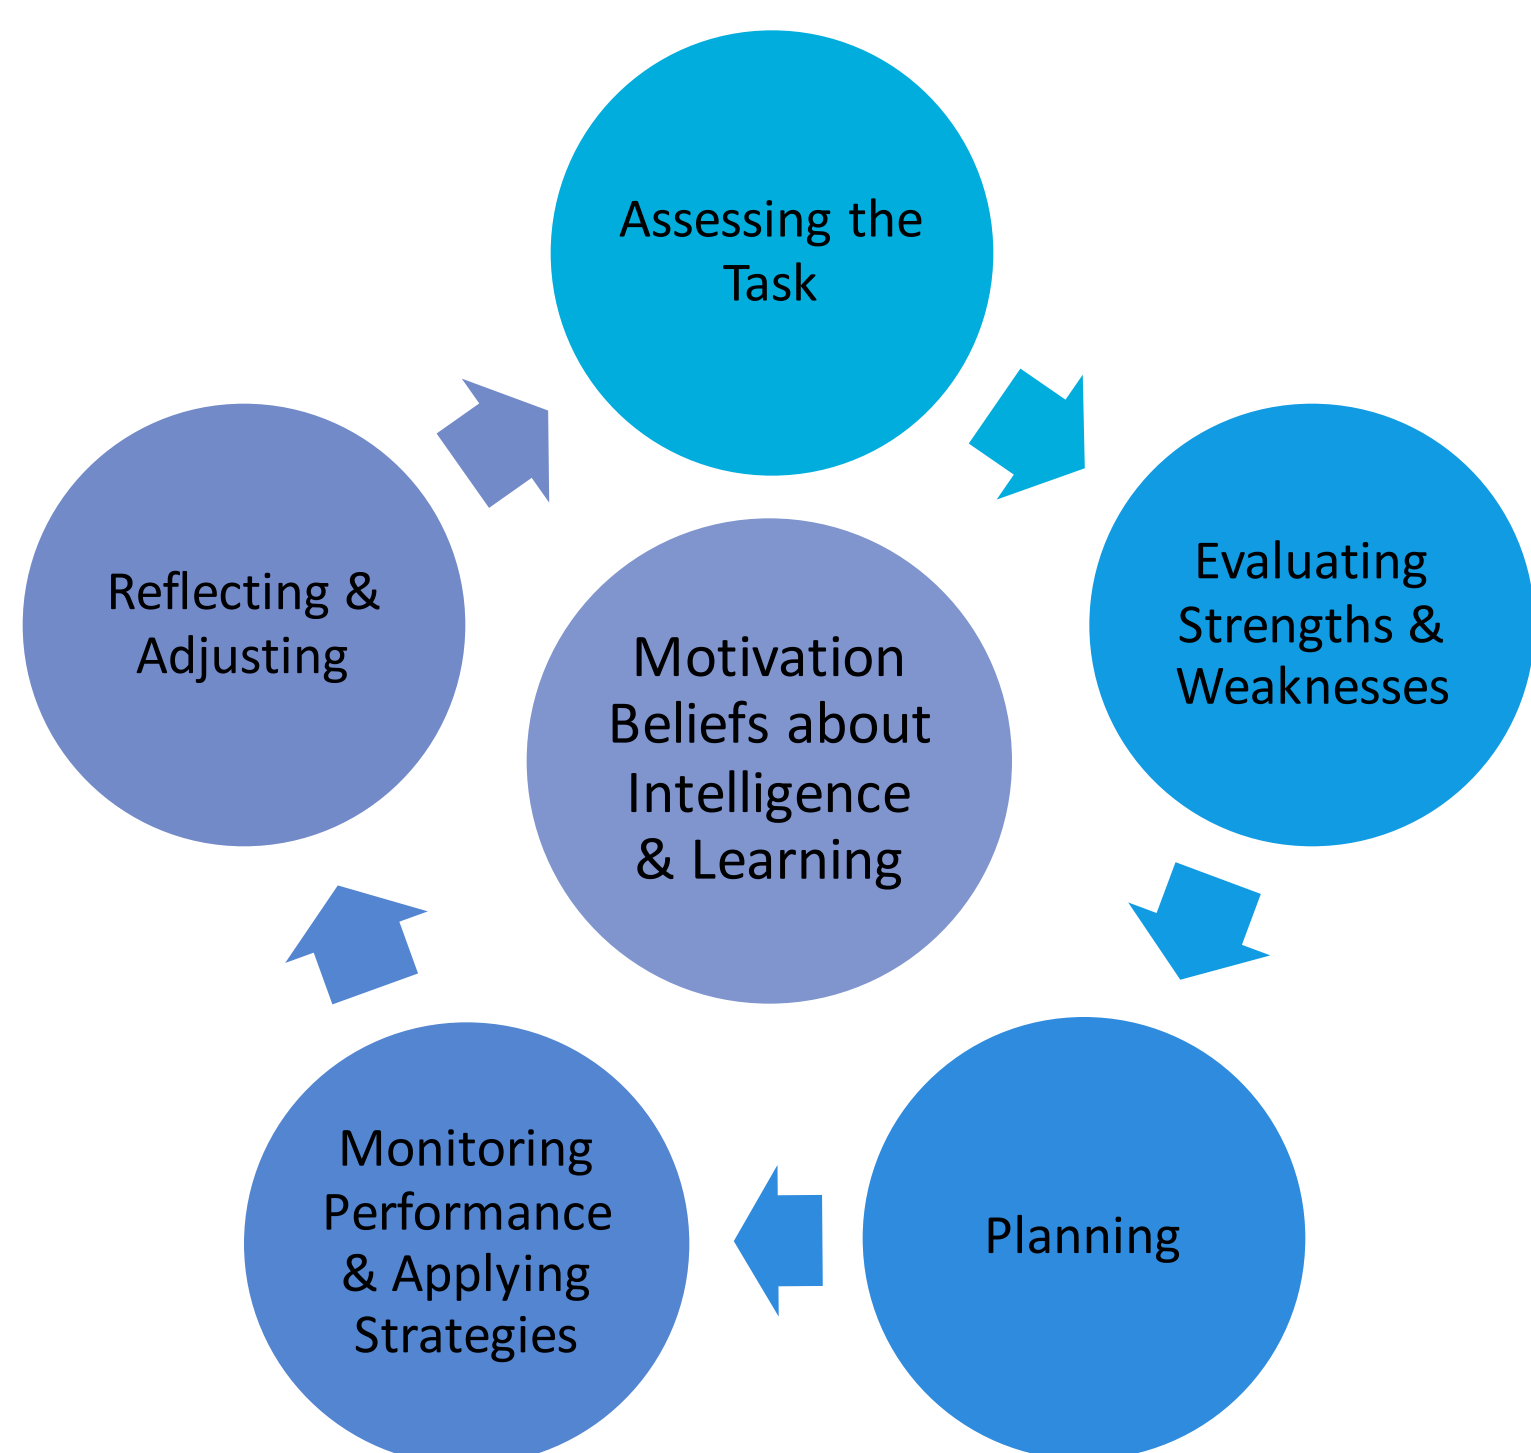 Assessing the
Task
Evaluating
Strengths &
Weaknesses
Planning
Monitoring
Performance
& Applying
Strategies
Reflecting &
Adjusting
Motivation
Beliefs about
Intelligence
& Learning